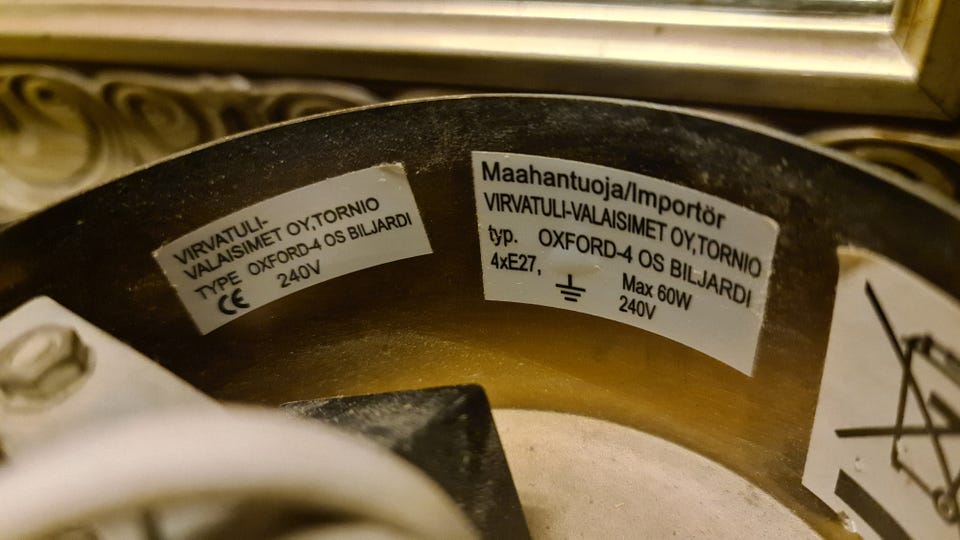 VIRVATULI-
VALAISIMET OY,TORNIO
TYPE OXFORD-4 OS BILJARDI
CE 240V
Maahantuoja/Importör
VIRVATULI-VALAISIMET OY,TORNIO
typ. OXFORD-4 OS BILJARDI
4xE27, Max 60W
240V